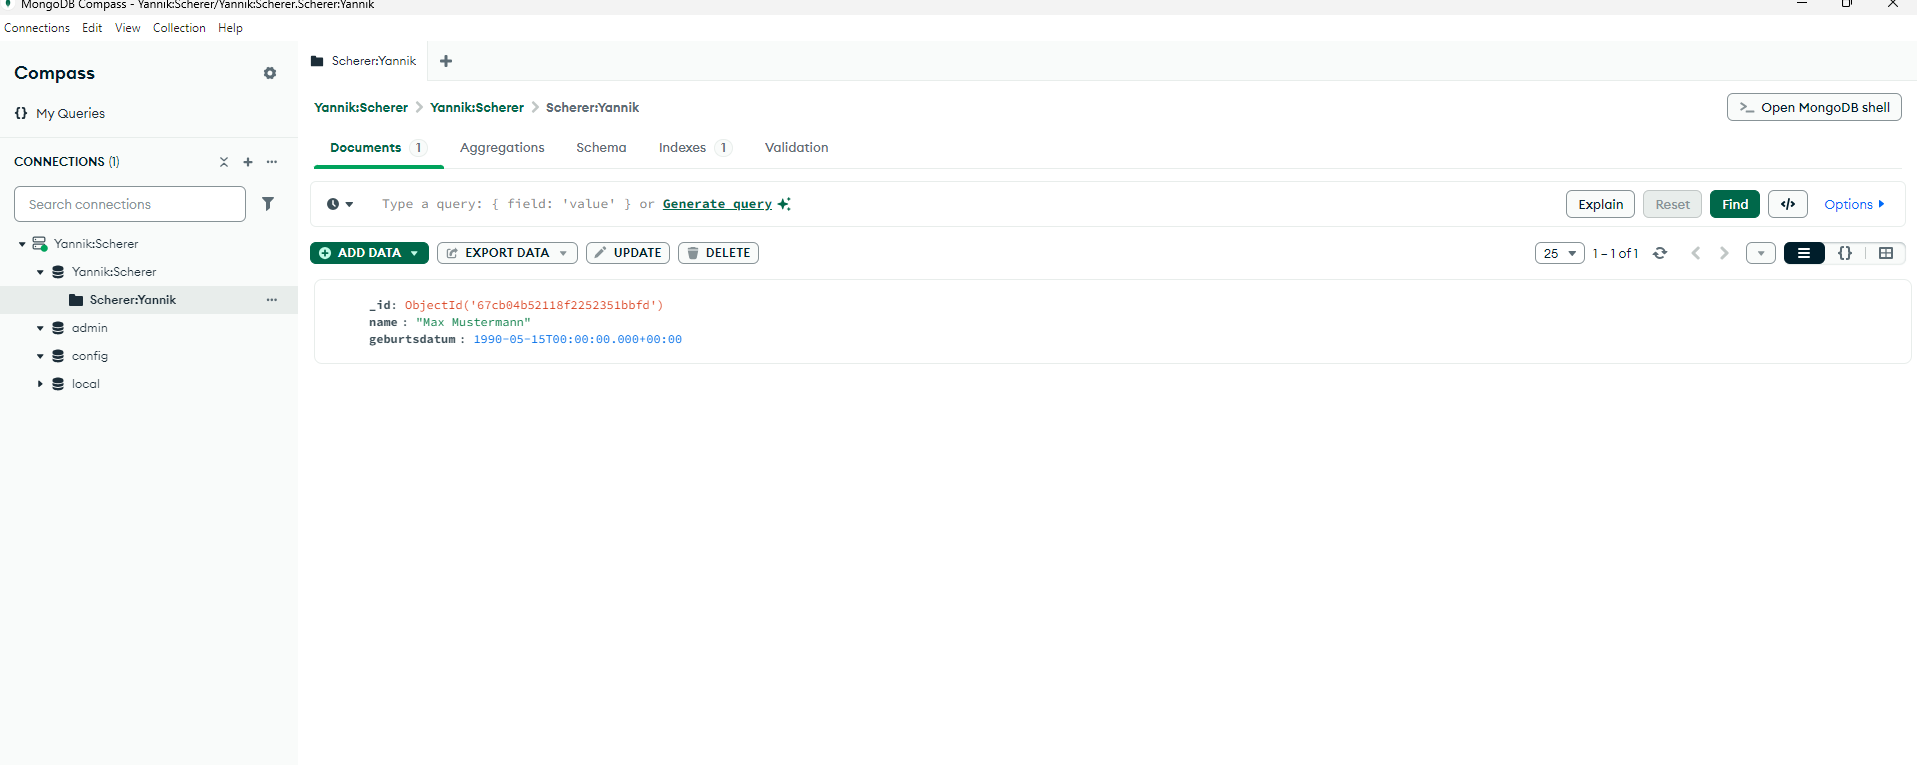 MongoDB Compass - Yannik:Scherer/Yannik:Scherer.Scherer:Yannik
Connections Edit View Collection Help
Compass
{} My Queries
CONNECTIONS (1)
Search connections
Yannik:Scherer
Yannik:Scherer
Scherer:Yannik
admin
config
local
Scherer:Yannik
Yannik:Scherer > Yannik:Scherer > Scherer:Yannik
>_ Open MongoDB shell
Documents 1 Aggregations Schema Indexes 1 Validation
Type a query: { field: 'value' } or Generate query
Explain Reset Find </> Options
ADD DATA EXPORT DATA UPDATE DELETE
25 1 – 1 of 1 {}
_id: ObjectId('67cb04b52118f2252351bbfd')
name : "Max Mustermann"
geburtsdatum : 1990-05-15T00:00:00.000+00:00